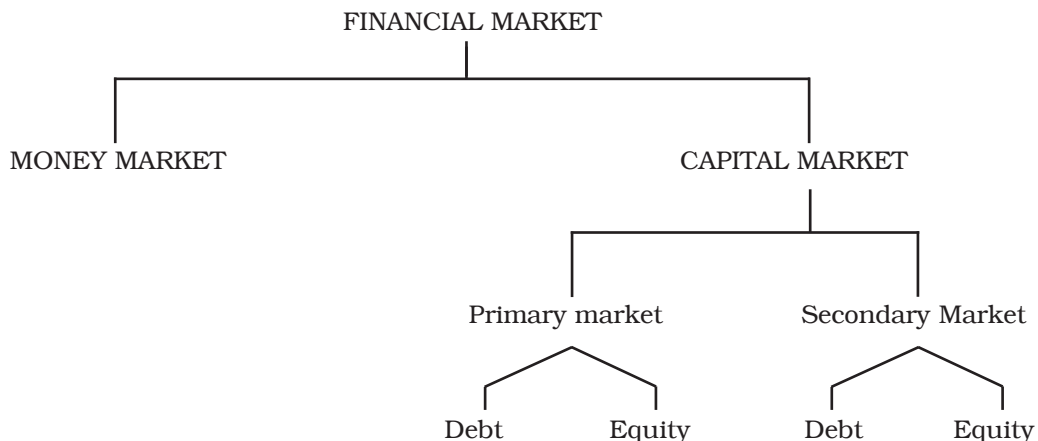 FINANCIAL MARKET
MONEY MARKET CAPITAL MARKET
Primary market Secondary Market
Debt Equity Debt Equity